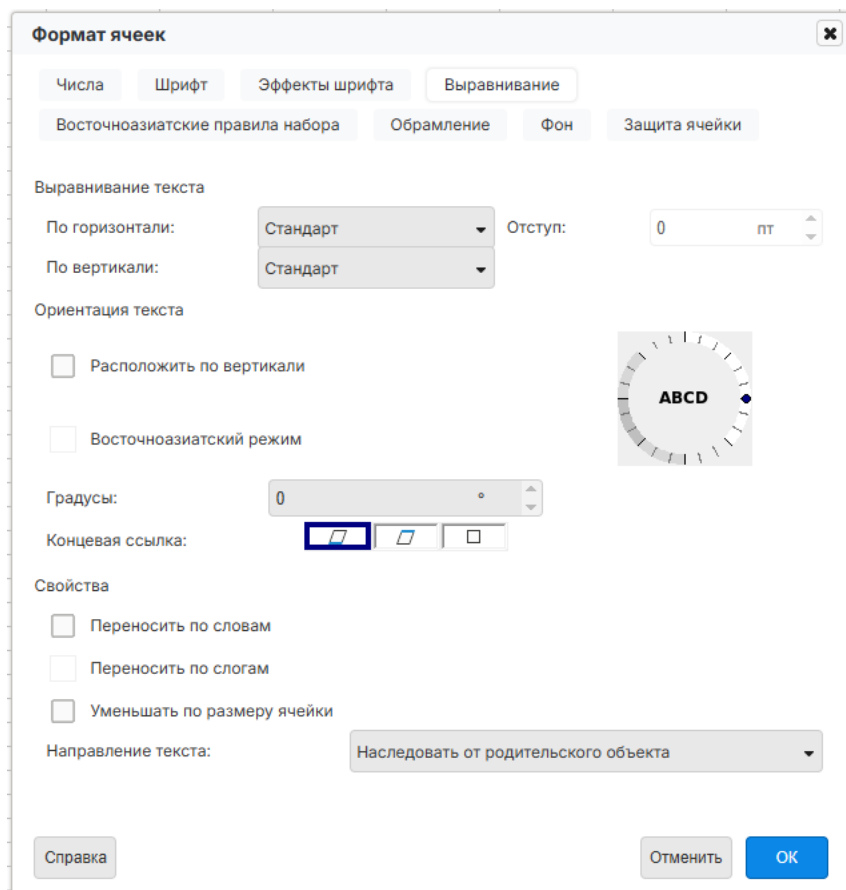 Формат ячеек
Числа Шрифт Эффекты шрифта Выравнивание
Восточноазиатские правила набора Обрамление Фон Защита ячейки
Выравнивание текста
По горизонтали: Стандарт Отступ: 0 пт
По вертикали: Стандарт
Ориентация текста
Расположить по вертикали
ABCD
Восточноазиатский режим
Градусы: 0 °
Концевая ссылка:
Свойства
Переносить по словам
Переносить по слогам
Уменьшать по размеру ячейки
Направление текста: Наследовать от родительского объекта
Справка Отменить ОК